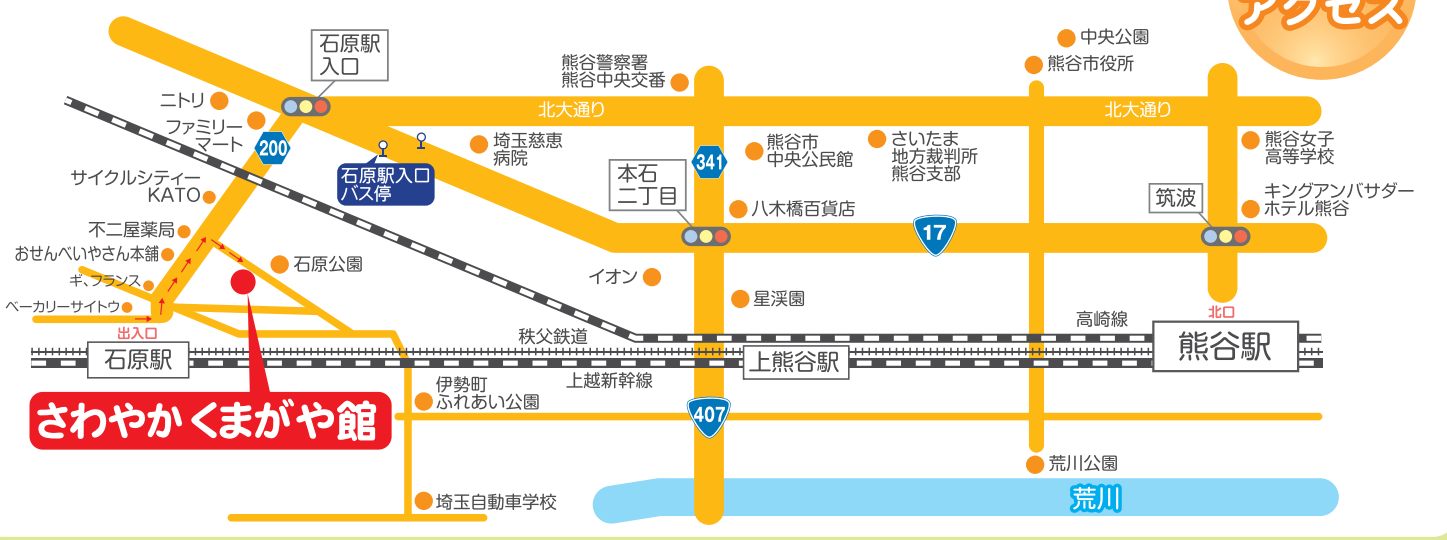 アクセス
石原駅
入口
中央公園
熊谷警察署
熊谷中央交番
熊谷市役所
ニトリ
北大通り
北大通り
ファミリー
マート
200
埼玉慈恵
病院
石原駅入口
バス停
341
熊谷市
中央公民館
さいたま
地方裁判所
熊谷支部
熊谷女子
高等学校
サイクルシティー
KATO
本石
二丁目
八木橋百貨店
筑波
キングアンバサダー
ホテル熊谷
不二屋薬局
17
おせんべいやさん本舗
石原公園
イオン
ギ、フランス
星渓園
ベーカリーサイトウ
出入口
北口
高崎線
秩父鉄道
石原駅
上熊谷駅
熊谷駅
上越新幹線
伊勢町
ふれあい公園
さわやかくまがや館
407
荒川公園
埼玉自動車学校
荒川